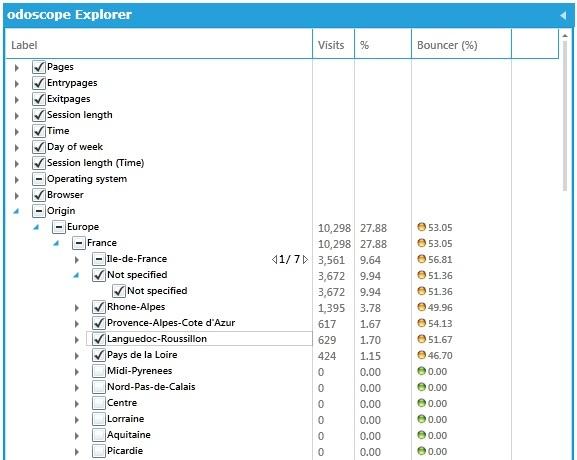 odoscope Explorer
Label Visits % Bouncer (%)
Pages
Entrypages
Exitpages
Session length
Time
Day of week
Session length (Time)
Operating system
Browser
Origin
Europe 10,298 27.88 53.05
France 10,298 27.88 53.05
Ile-de-France 1/ 7 3,561 9.64 56.81
Not specified 3,672 9.94 51.36
Not specified 3,672 9.94 51.36
Rhone-Alpes 1,395 3.78 49.96
Provence-Alpes-Cote d'Azur 617 1.67 54.13
Languedoc-Roussillon 629 1.70 51.67
Pays de la Loire 424 1.15 46.70
Midi-Pyrenees 0 0.00 0.00
Nord-Pas-de-Calais 0 0.00 0.00
Centre 0 0.00 0.00
Lorraine 0 0.00 0.00
Aquitaine 0 0.00 0.00
Picardie 0 0.00 0.00